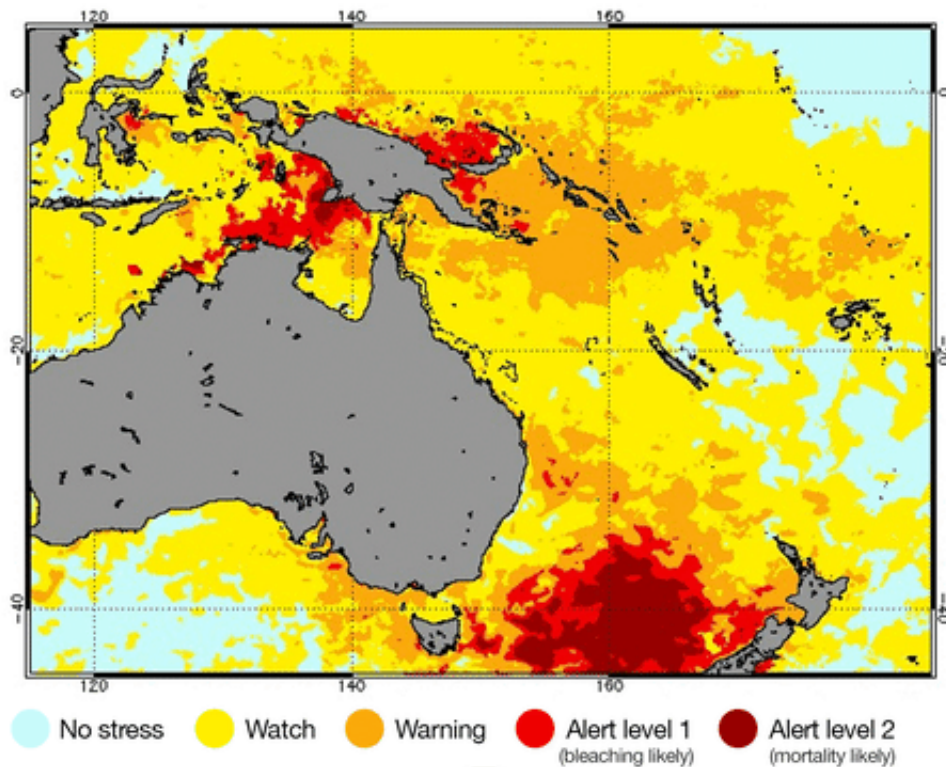 120 140 160
0 0
-20 -20
-40 -40
120 140 160
No stress Watch Warning Alert level 1 Alert level 2
(bleaching likely) (mortality likely)